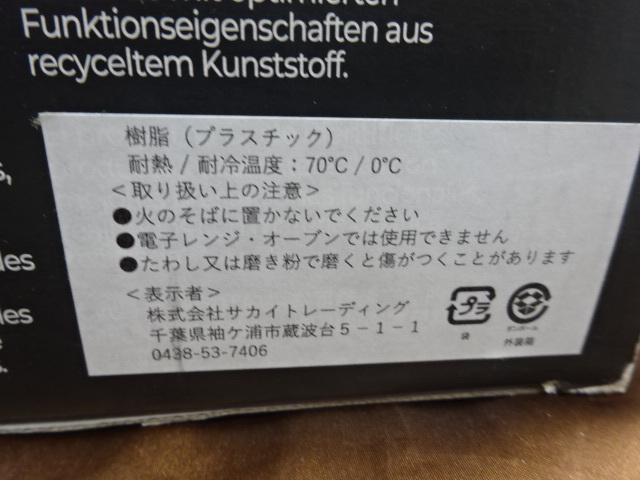 optimierten
Funktionseigenschaften aus
recyceltem Kunststoff.
樹脂（プラスチック）
耐熱 / 耐冷温度：70°C / 0°C
＜取り扱い上の注意＞
●火のそばに置かないでください
●電子レンジ・オーブンでは使用できません
●たわし又は磨き粉で磨くと傷がつくことがあります
＜表示者＞
株式会社サカイトレーディング
千葉県袖ケ浦市蔵波台５－１－１
0438-53-7406
プラ
袋
ダンボール
外装箱